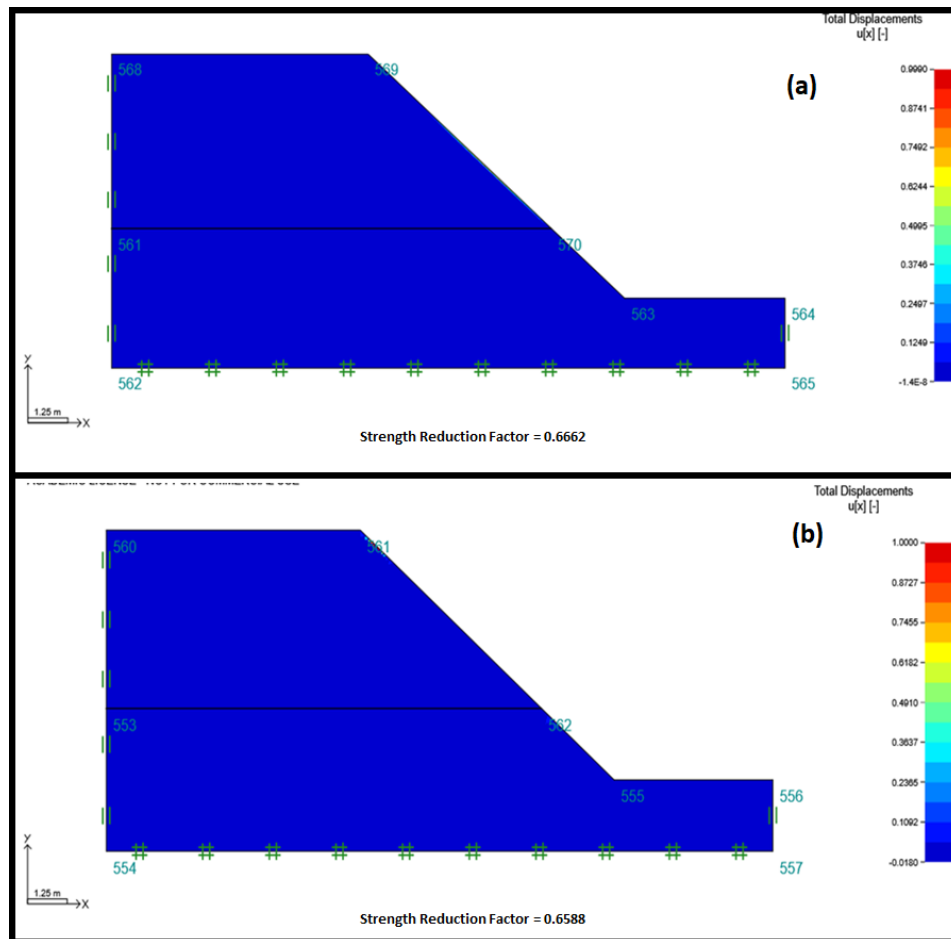 Total Displacements
u[x] [-]
(a)
568
569
0.9990
0.8741
0.7492
0.6244
0.4995
0.3746
0.2497
0.1249
-1.4E-8
561
570
563
564
562
565
Y
1.25 m
X
Strength Reduction Factor = 0.6662
Total Displacements
u[x] [-]
(b)
560
561
1.0000
0.8727
0.7455
0.6182
0.4910
0.3637
0.2365
0.1092
-0.0180
553
562
555
556
554
557
Y
1.25 m
X
Strength Reduction Factor = 0.6588